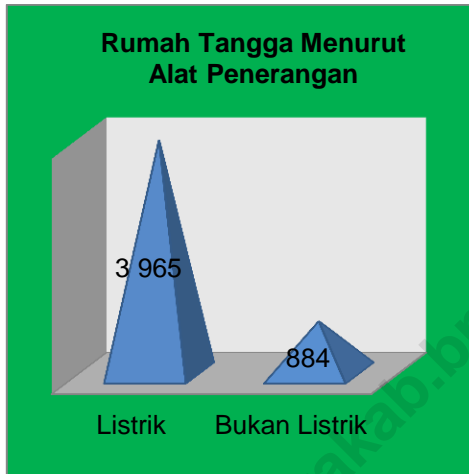 Rumah Tangga Menurut
Alat Penerangan
3 965
884
Listrik
Bukan Listrik